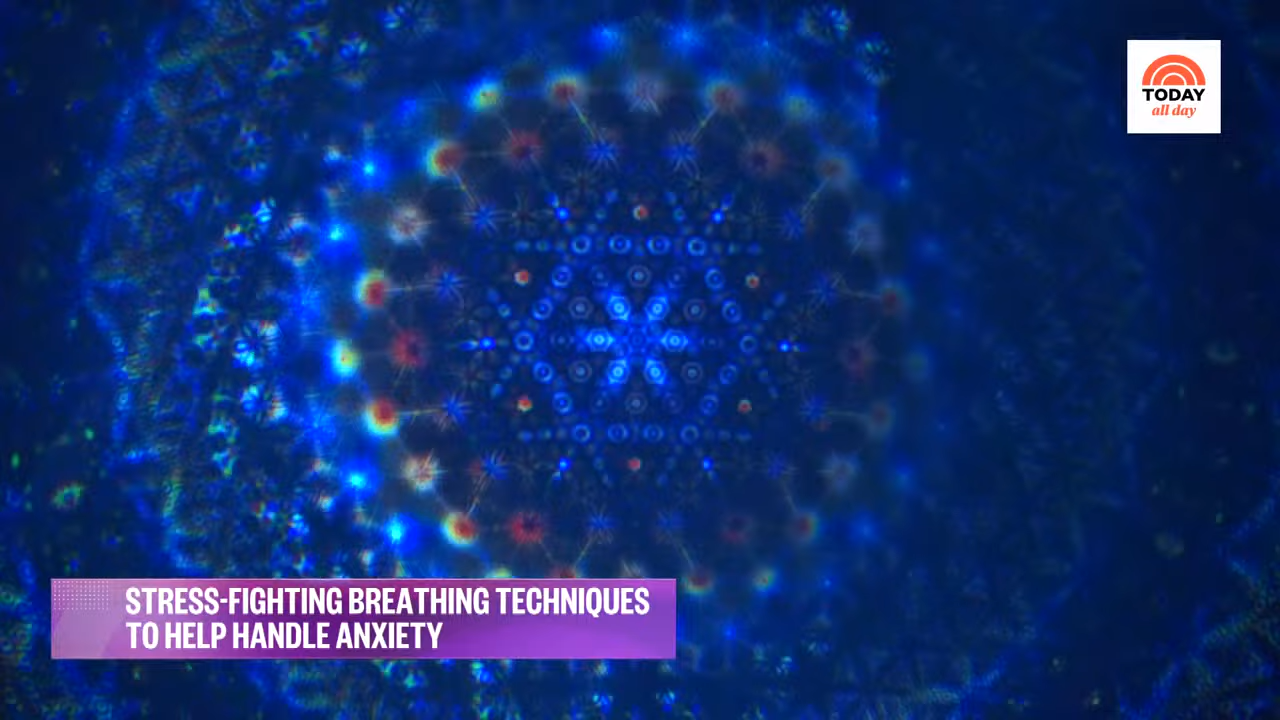 TODAY
all day
STRESS-FIGHTING BREATHING TECHNIQUES
TO HELP HANDLE ANXIETY